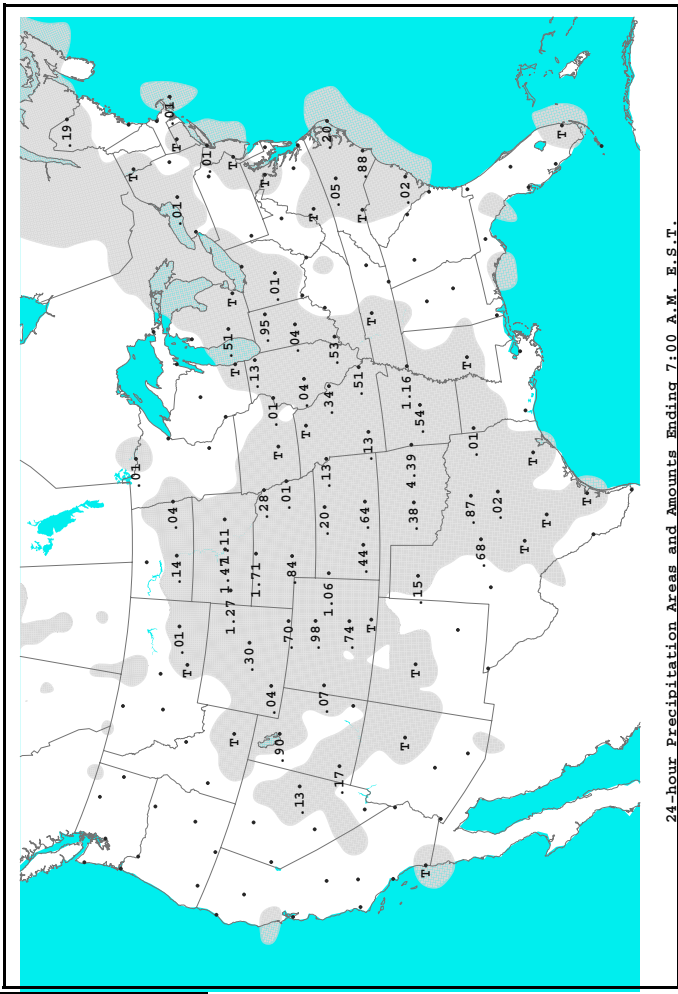 .19
.01
T
.01
.04
.14
T
.01
.01
T
.01
1.47
.11
.51
1.27
T
T
T
T
.30
.13
1.71
.28
T
.95
.04
.01
.01
T
.90
.01
.70
.84
.04
.13
.04
T
T
.98
.07
.20
.13
.20
1.06
.34
.53
.05
.17
.74
.51
.88
T
.44
.64
.13
T
T
T
.02
1.16
4.39
.38
T
.15
.54
T
T
.87
.01
.68
.02
T
T
T
T
T
24-hour Precipitation Areas and Amounts Ending 7:00 A.M. E.S.T.